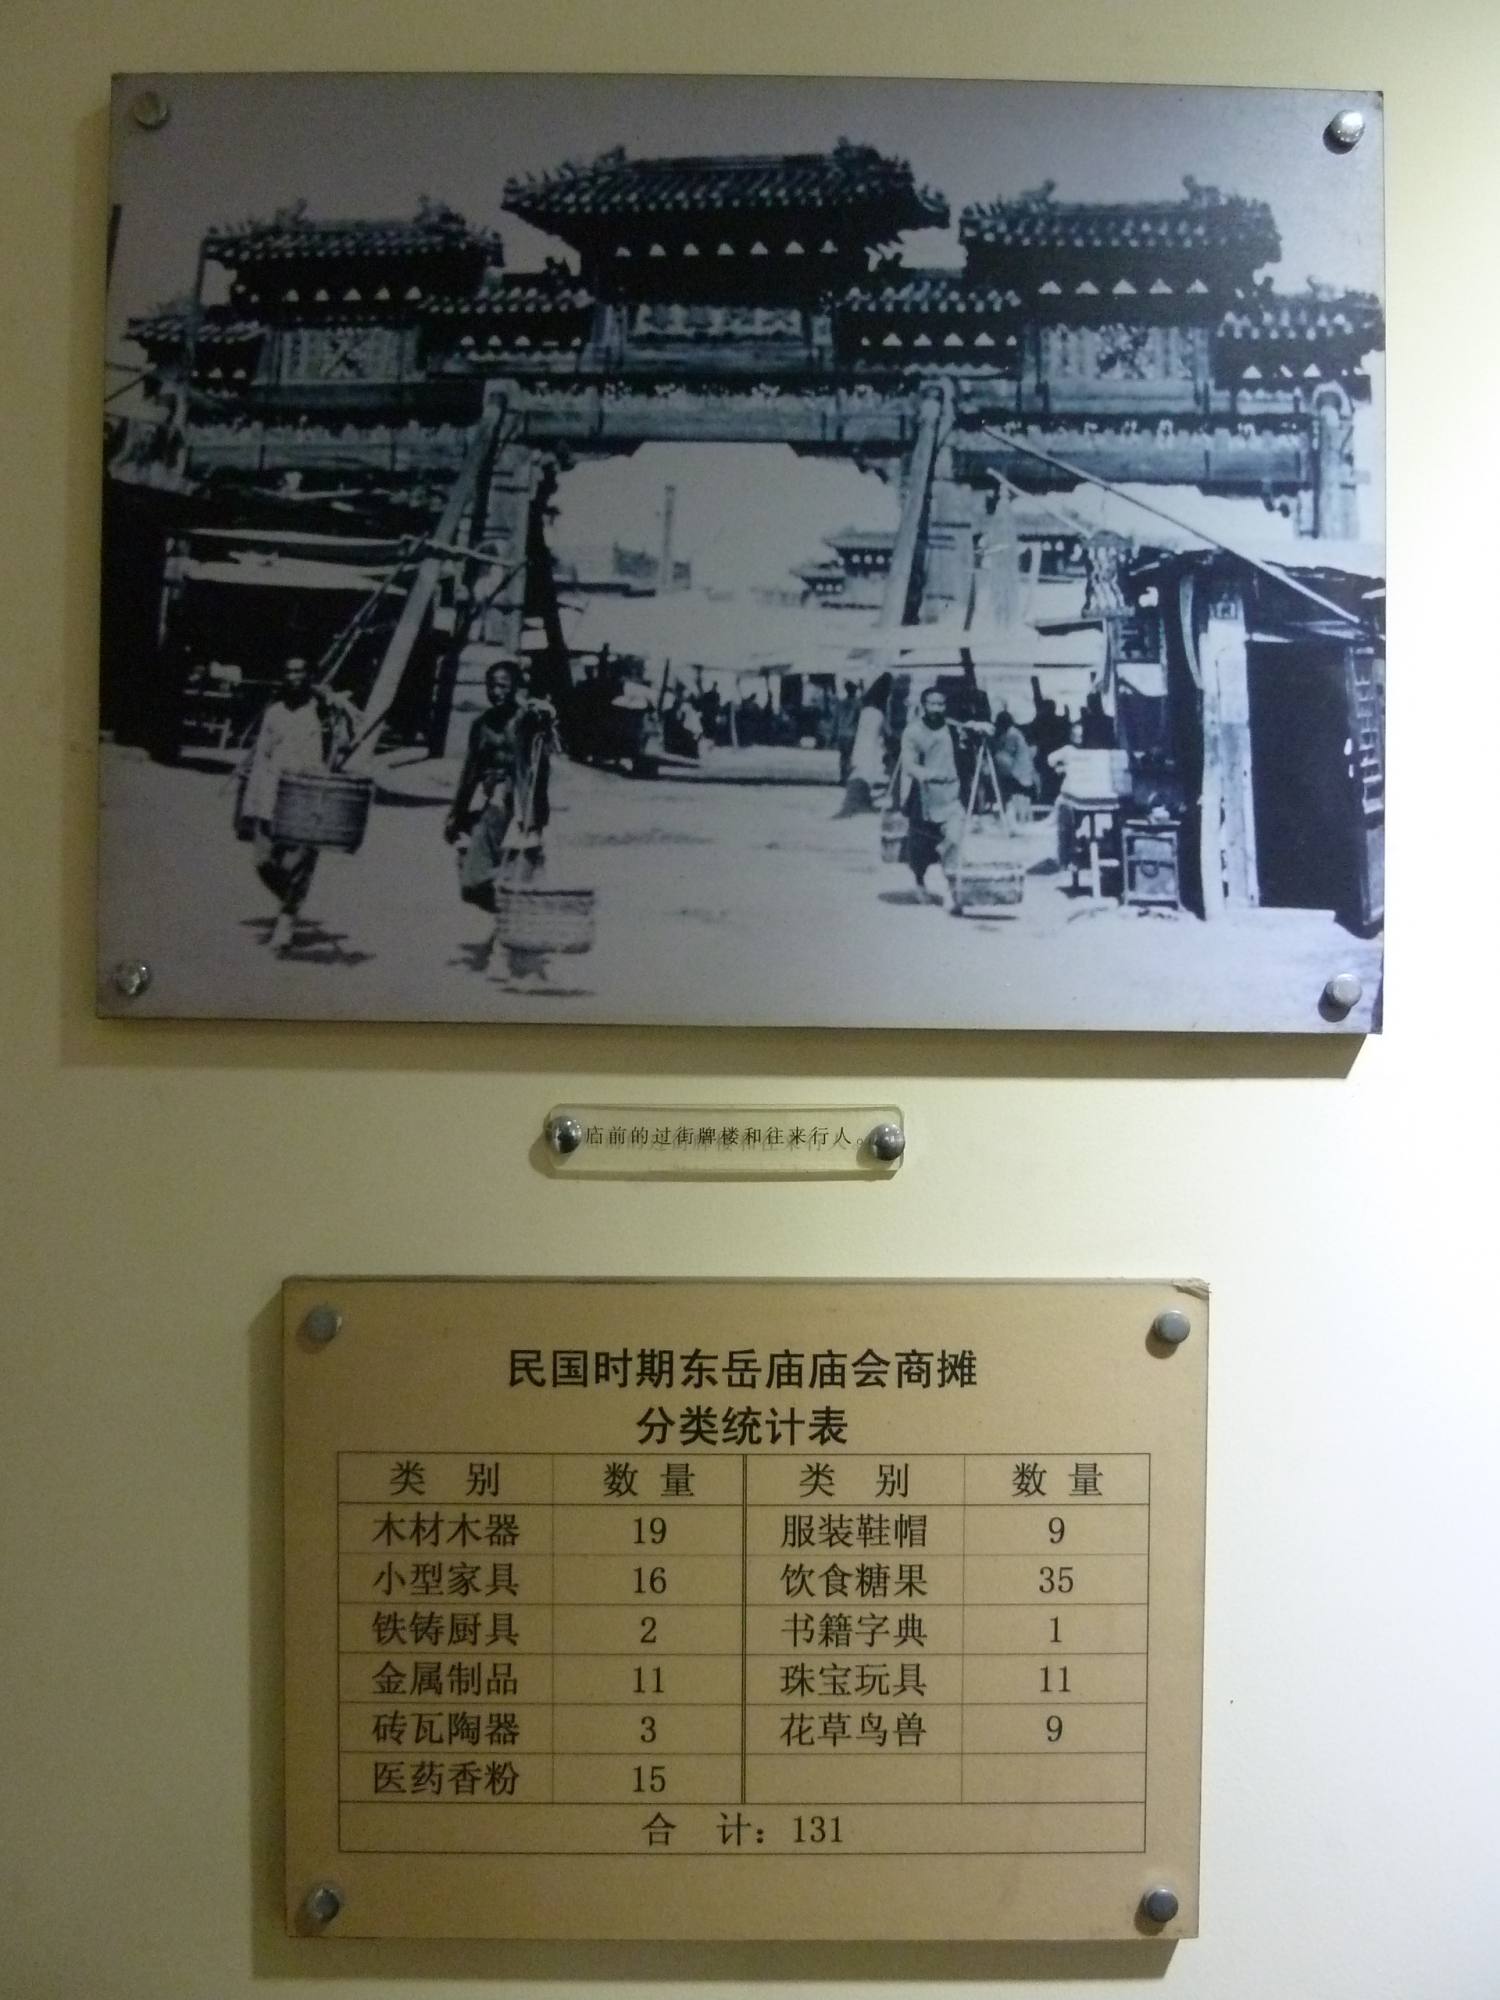 庙前的过街牌楼和往来行人。
民国时期东岳庙庙会商摊
分类统计表
类 别 数 量 类 别 数 量
木材木器 19 服装鞋帽 9
小型家具 16 饮食糖果 35
铁铸厨具 2 书籍字典 1
金属制品 11 珠宝玩具 11
砖瓦陶器 3 花草鸟兽 9
医药香粉 15
合 计：131